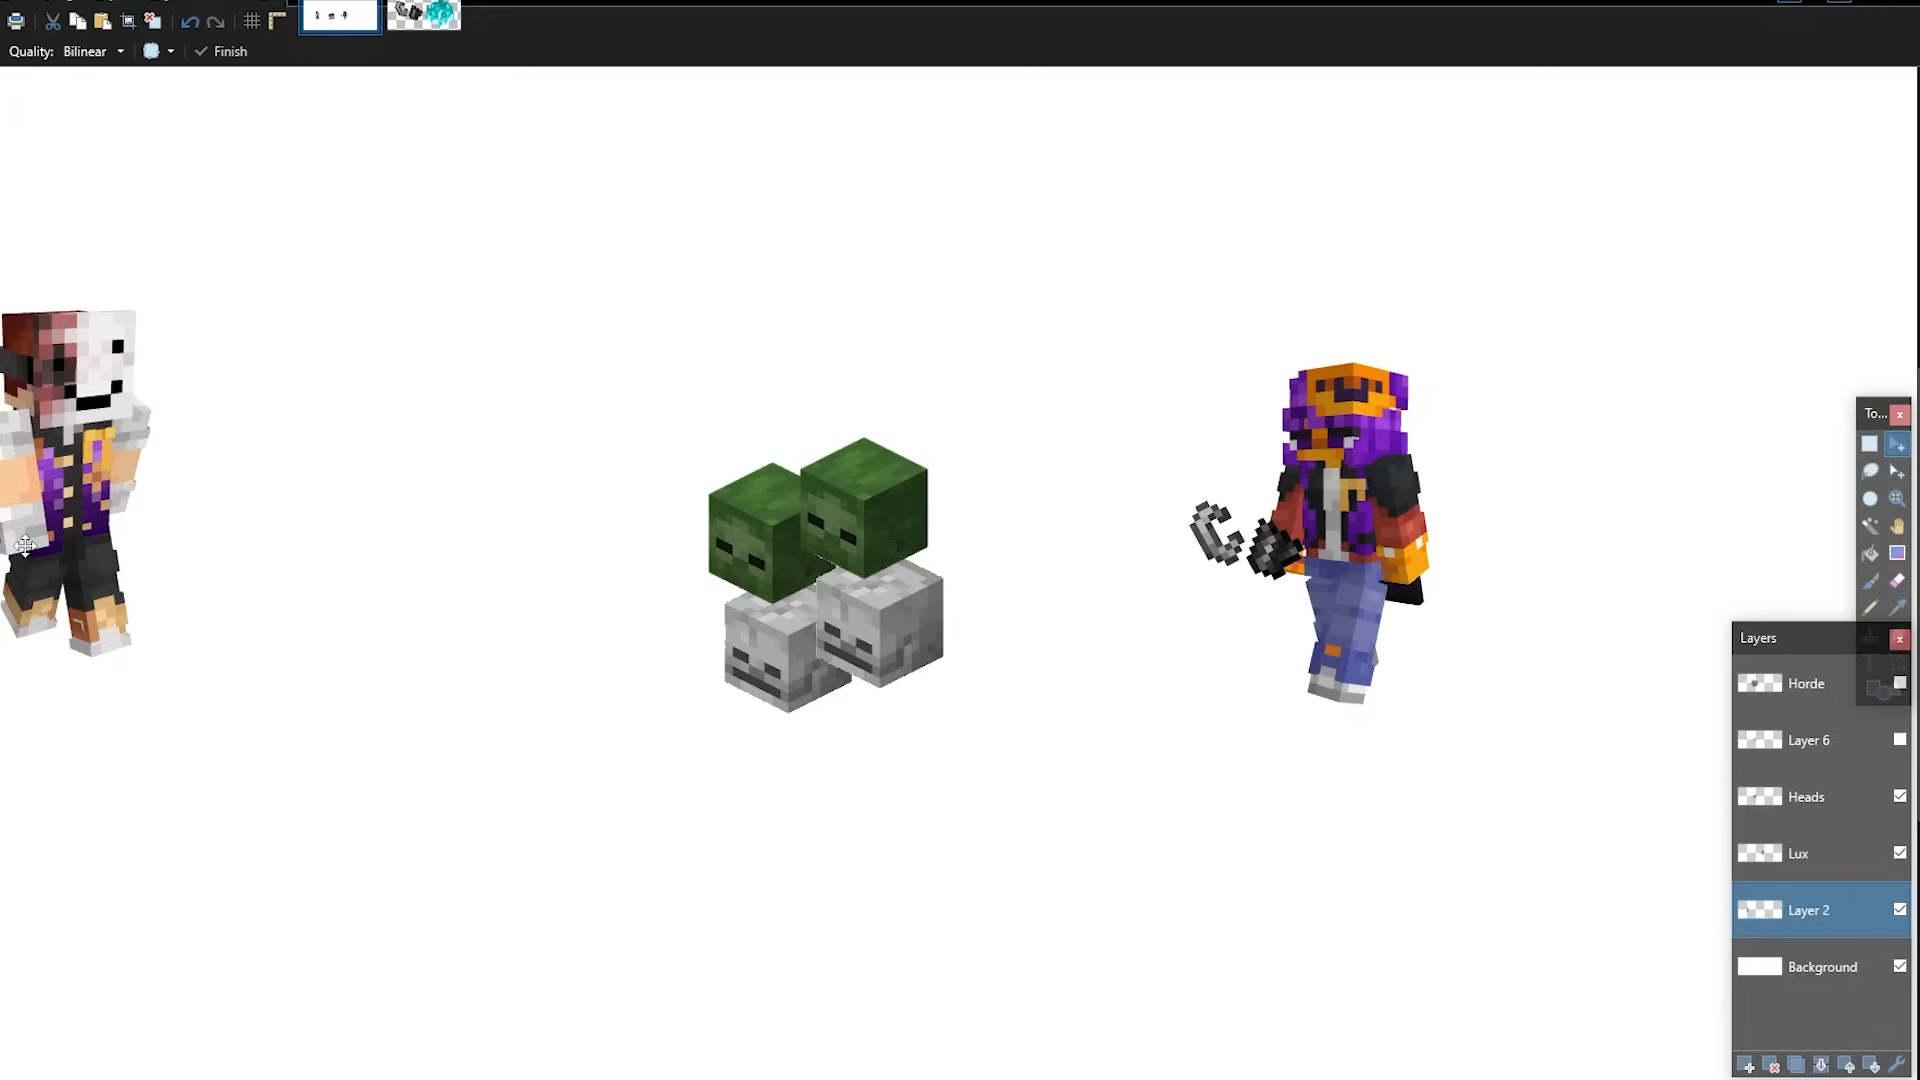 Quality: Bilinear Finish
To...
Layers
Horde
Layer 6
Heads
Lux
Layer 2
Background